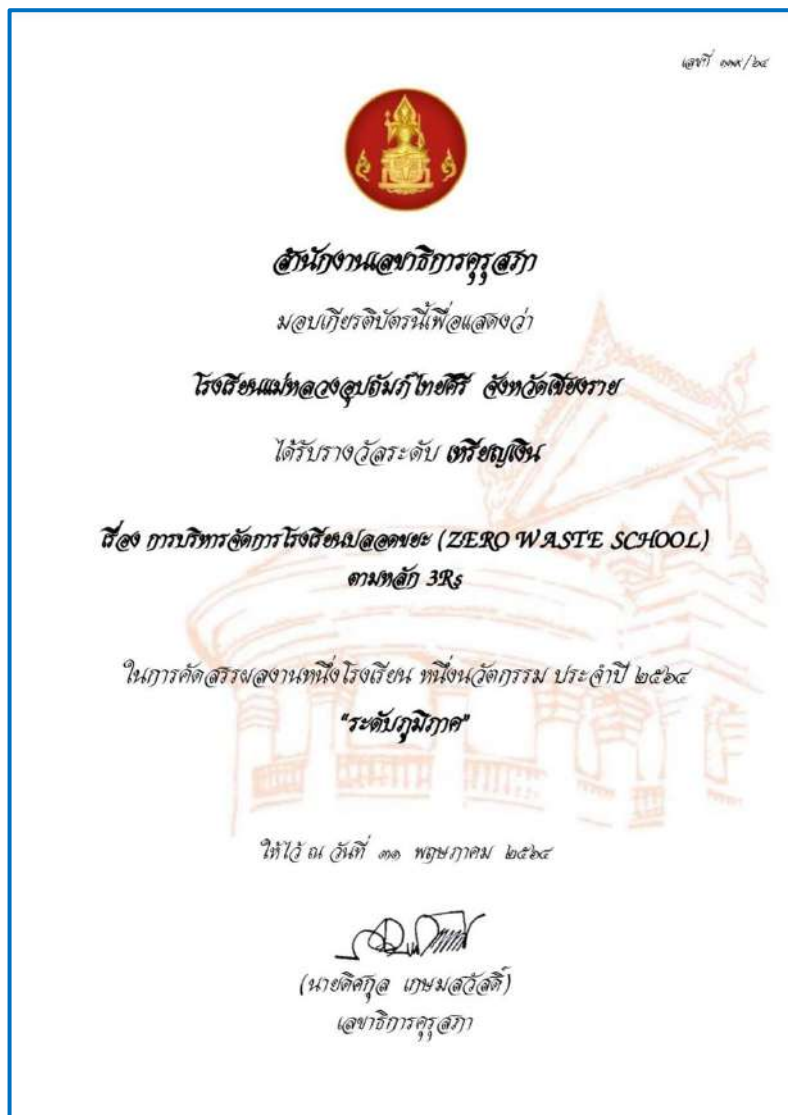 เลขที่ /๖๔
สำนักงานเลขาธิการคุรุสภา
มอบเกียรติบัตรนี้เพื่อแสดงว่า
โรงเรียนแม่หลวงอุปถัมภ์ไทยคีรี จังหวัดเชียงราย
ได้รับรางวัลระดับ เหรียญเงิน
เรื่อง การบริหารจัดการโรงเรียนปลอดขยะ (ZERO WASTE SCHOOL)
ตามหลัก 3Rs
ในการคัดสรรผลงานหนึ่งโรงเรียน หนึ่งนวัตกรรม ประจำปี ๒๕๖๔
"ระดับภูมิภาค"
ให้ไว้ ณ วันที่ ๓๑ พฤษภาคม ๒๕๖๔
(นายดิศกุล เกษมสวัสดิ์)
เลขาธิการคุรุสภา